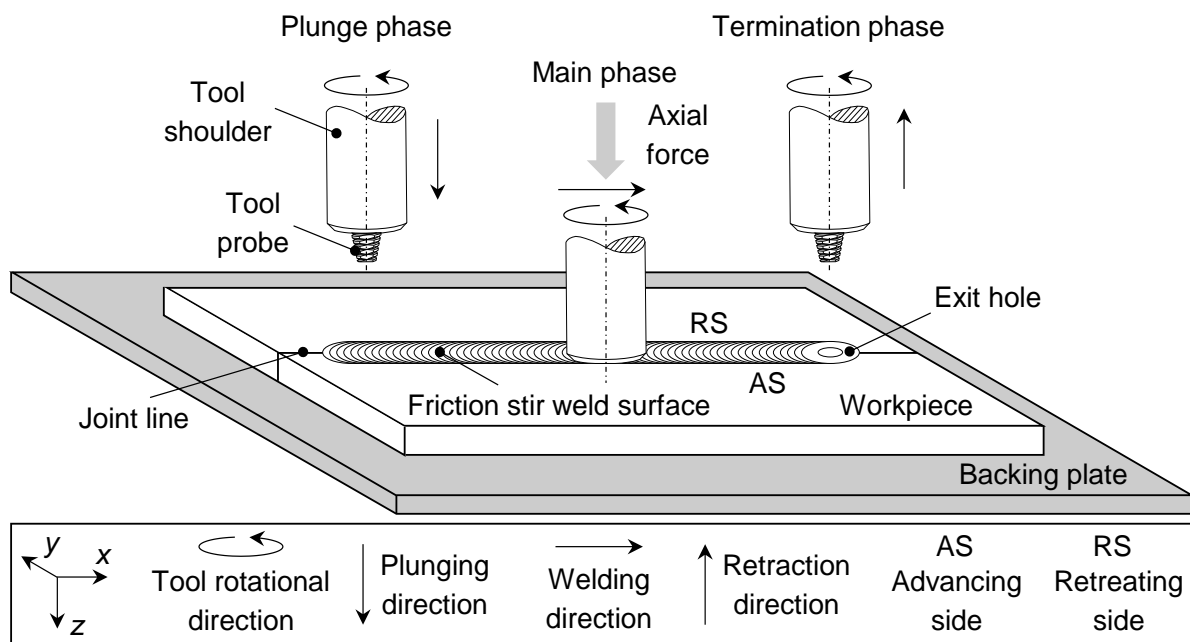 Plunge phase
Termination phase
Main phase
Tool
shoulder
Axial
force
Tool
probe
Exit hole
RS
AS
Joint line
Friction stir weld surface
Workpiece
Backing plate
y
x
z
Tool rotational
direction
Plunging
direction
Welding
direction
Retraction
direction
AS
Advancing
side
RS
Retreating
side